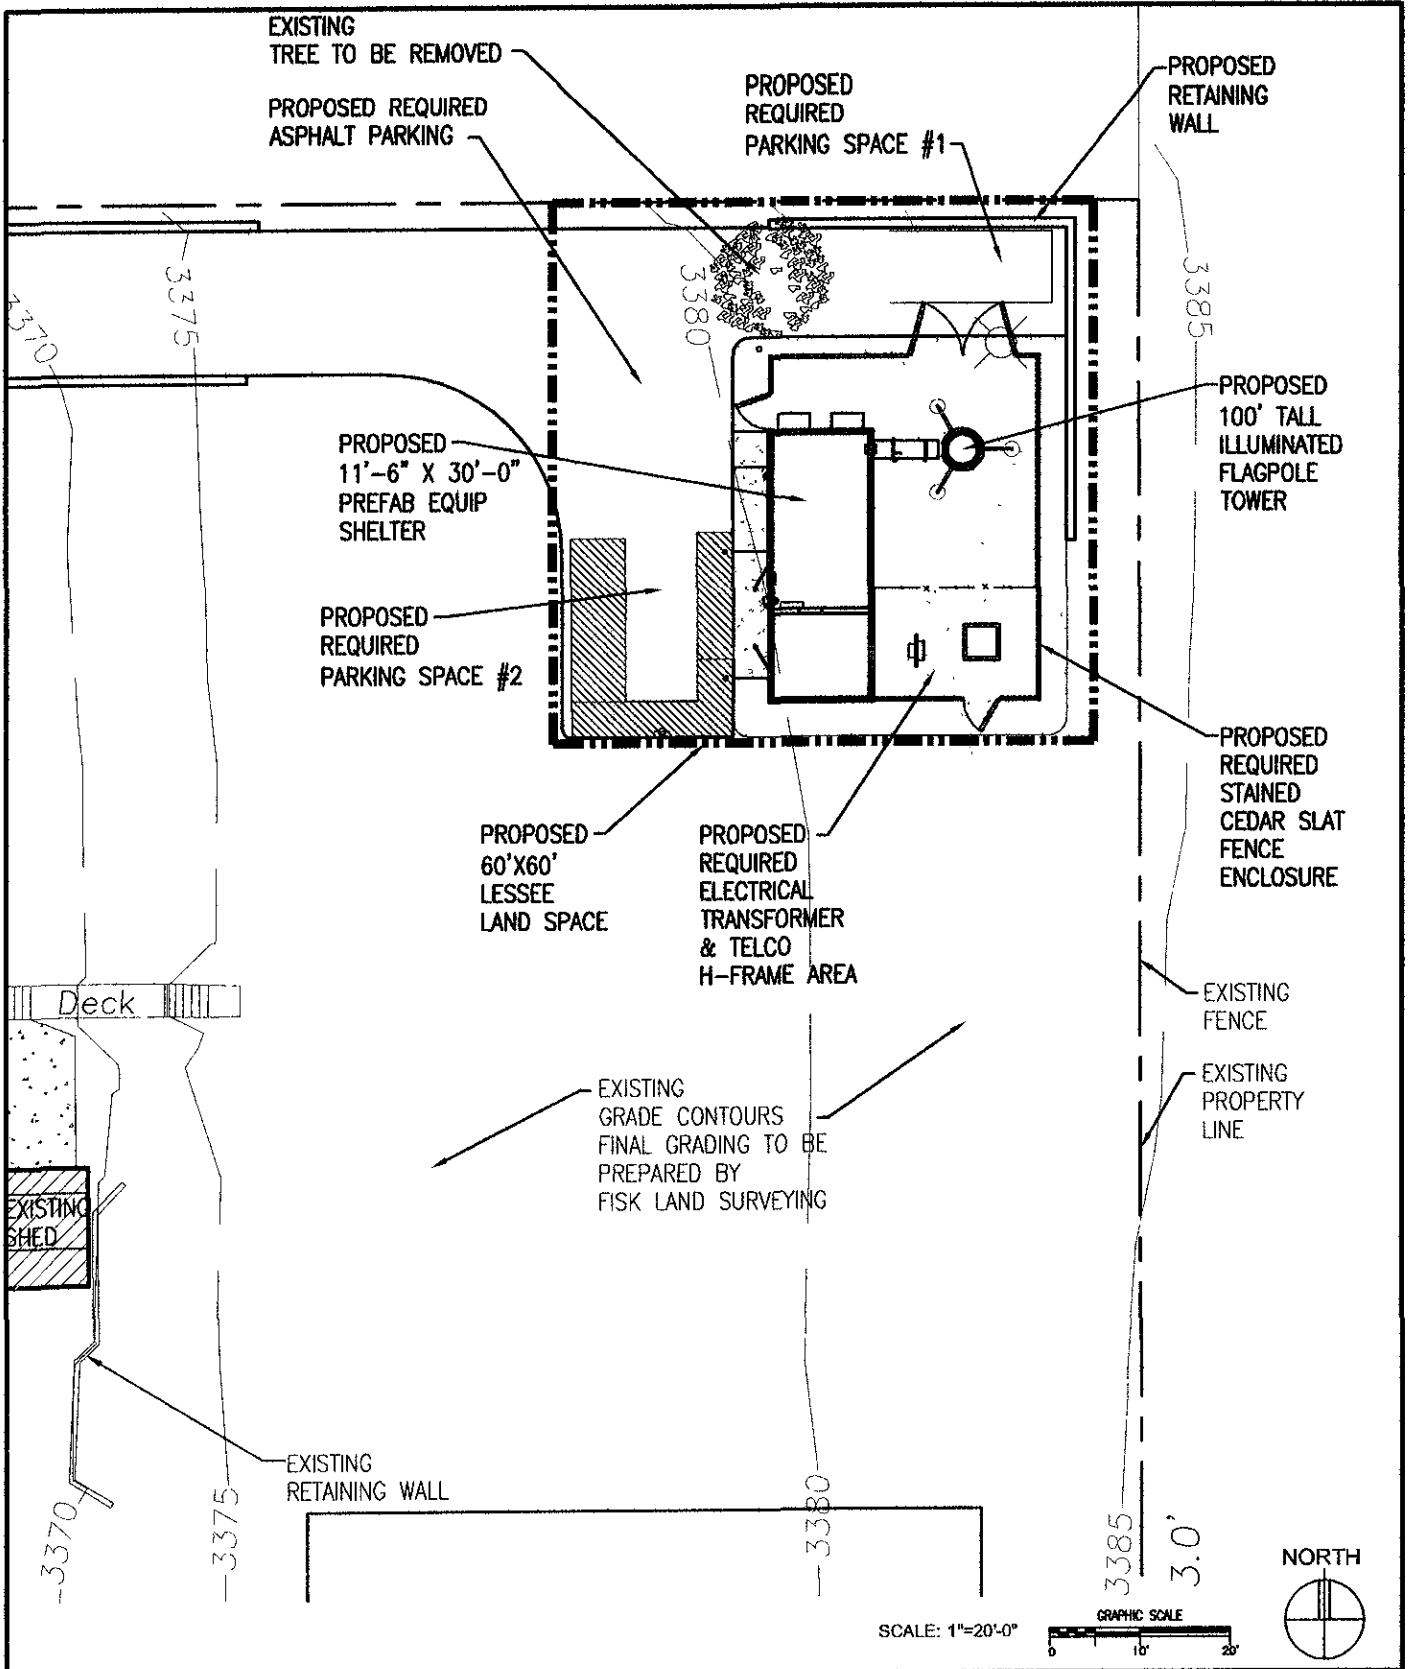 EXISTING
TREE TO BE REMOVED
PROPOSED REQUIRED
ASPHALT PARKING
PROPOSED
REQUIRED
PARKING SPACE #1
PROPOSED
RETAINING
WALL
3370
3375
3380
3385
PROPOSED
11'-6" X 30'-0"
PREFAB EQUIP
SHELTER
PROPOSED
100' TALL
ILLUMINATED
FLAGPOLE
TOWER
PROPOSED
REQUIRED
PARKING SPACE #2
PROPOSED
REQUIRED
STAINED
CEDAR SLAT
FENCE
ENCLOSURE
PROPOSED
60'X60'
LESSEE
LAND SPACE
PROPOSED
REQUIRED
ELECTRICAL
TRANSFORMER
& TELCO
H-FRAME AREA
Deck
EXISTING
FENCE
EXISTING
PROPERTY
LINE
EXISTING
GRADE CONTOURS
FINAL GRADING TO BE
PREPARED BY
FISK LAND SURVEYING
EXISTING
SHED
EXISTING
RETAINING WALL
3370
3375
3380
3385
3.0'
NORTH
SCALE: 1"=20'-0"
GRAPHIC SCALE
0 10' 20'